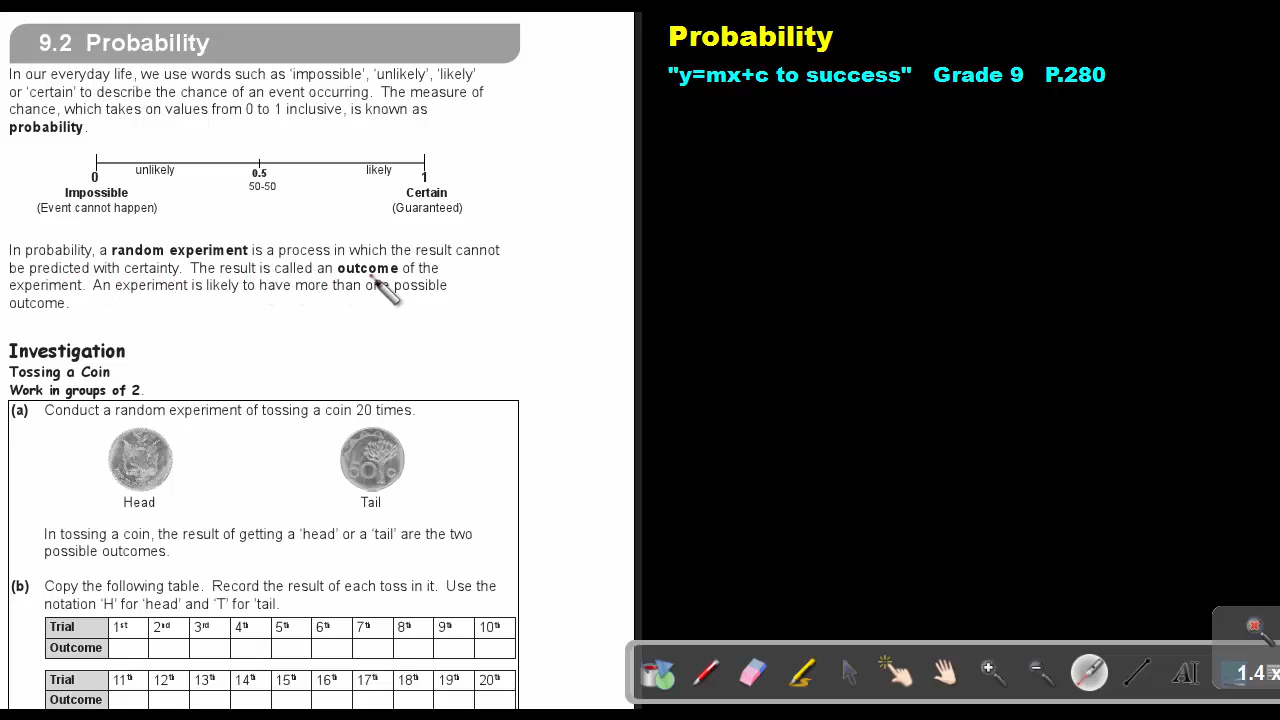 9.2 Probability
In our everyday life, we use words such as ‘impossible’, ‘unlikely’, ‘likely’
or ‘certain’ to describe the chance of an event occurring. The measure of
chance, which takes on values from 0 to 1 inclusive, is known as
probability.
unlikely likely
0 0.5 1
50-50
Impossible Certain
(Event cannot happen) (Guaranteed)
In probability, a random experiment is a process in which the result cannot
be predicted with certainty. The result is called an outcome of the
experiment. An experiment is likely to have more than one possible
outcome.
Investigation
Tossing a Coin
Work in groups of 2.
(a) Conduct a random experiment of tossing a coin 20 times.
50 c
Head Tail
In tossing a coin, the result of getting a ‘head’ or a ‘tail’ are the two
possible outcomes.
(b) Copy the following table. Record the result of each toss in it. Use the
notation ‘H’ for ‘head’ and ‘T’ for ’tail.
Trial 1st 2nd 3rd 4th 5th 6th 7th 8th 9th 10th
Outcome
Trial 11th 12th 13th 14th 15th 16th 17th 18th 19th 20th
Outcome
Probability
"y=mx+c to success" Grade 9 P.280
AI
1.4 x